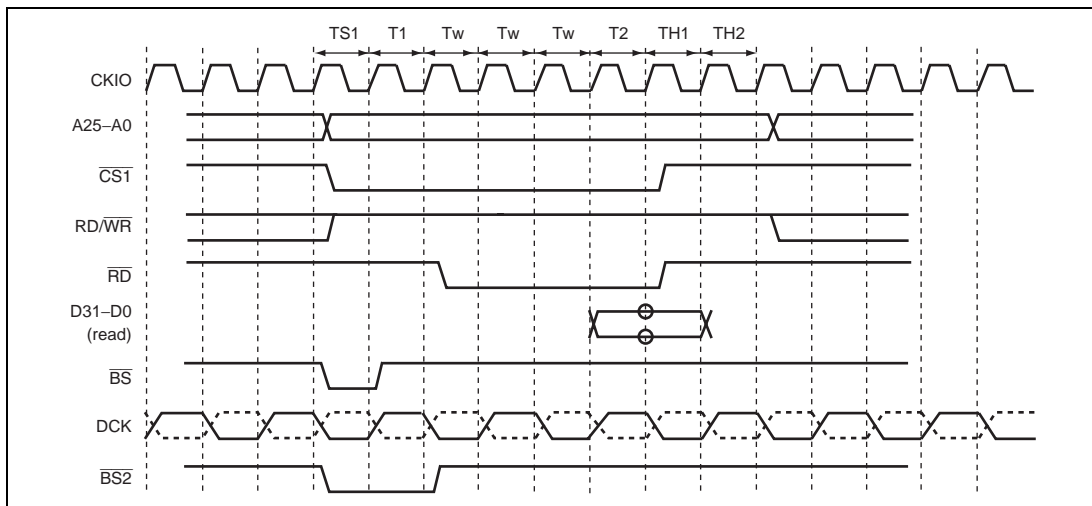 TS1 T1 Tw Tw Tw T2 TH1 TH2
CKIO
A25–A0
CS1
RD/WR
RD
D31–D0
(read)
BS
DCK
BS2